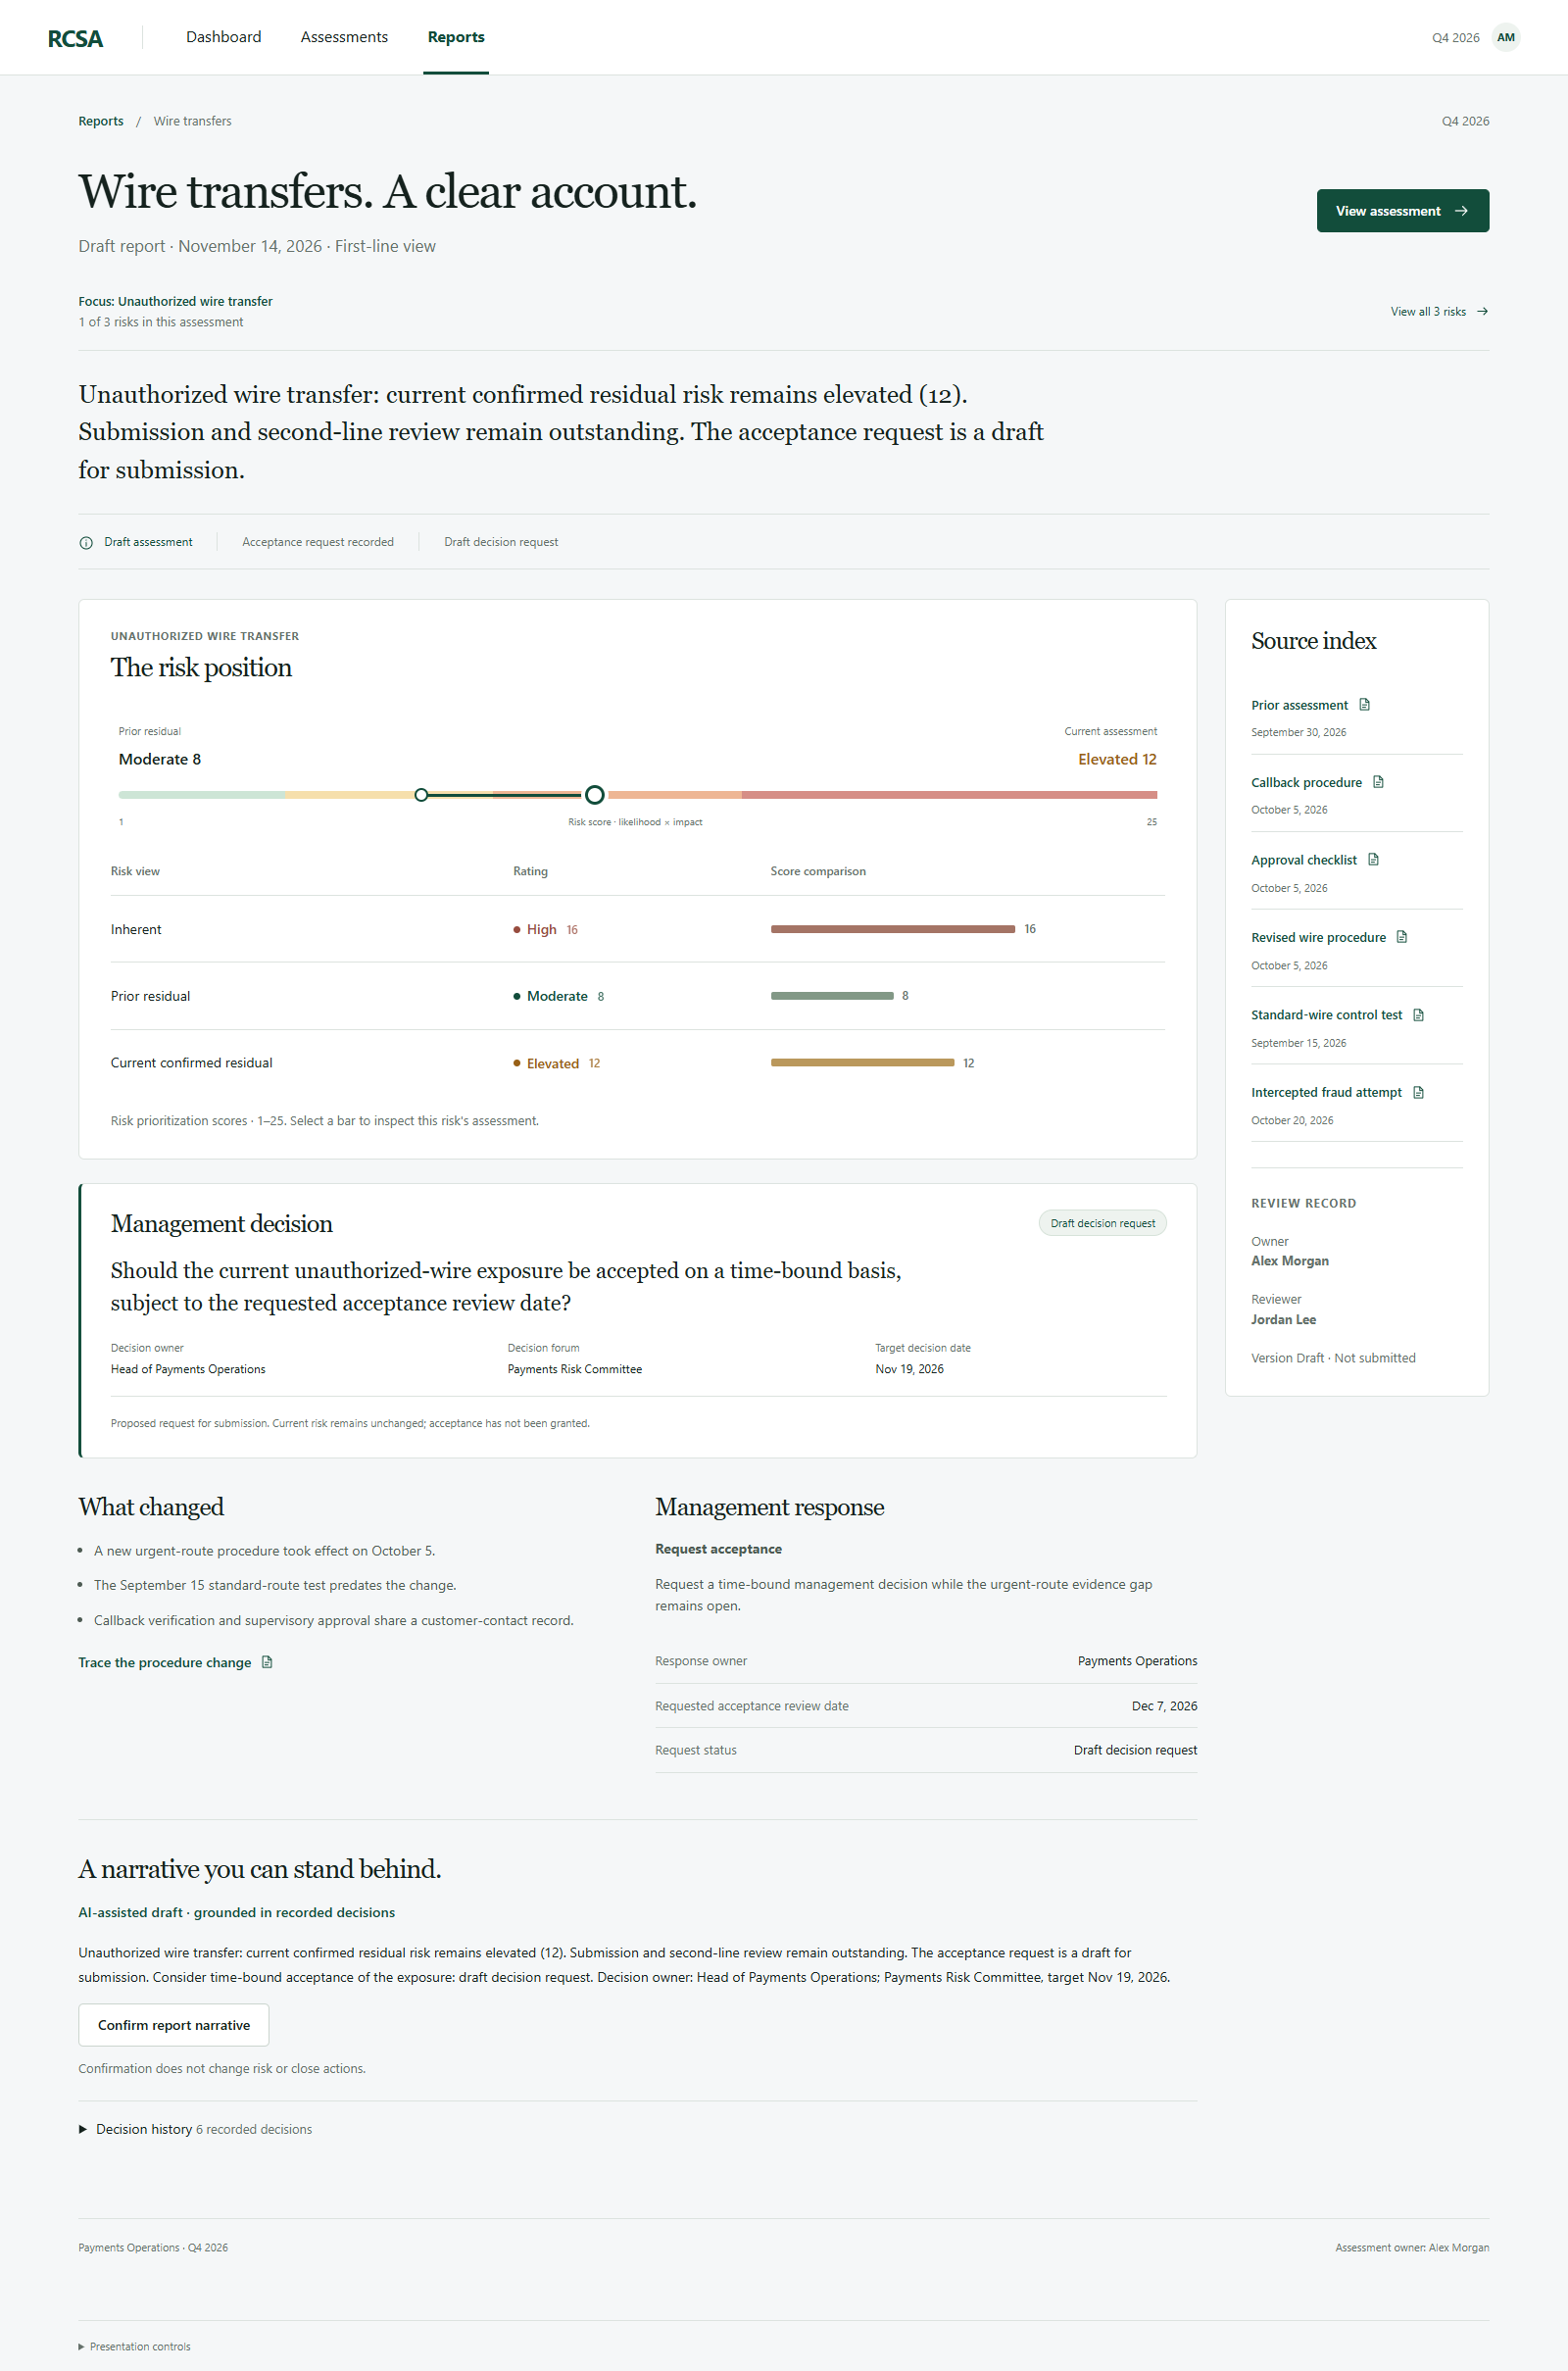 RCSA
Dashboard
Assessments
Reports
Q4 2026
AM
Reports / Wire transfers
Q4 2026
Wire transfers. A clear account.
View assessment →
Draft report · November 14, 2026 · First-line view
Focus: Unauthorized wire transfer
1 of 3 risks in this assessment
View all 3 risks →
Unauthorized wire transfer: current confirmed residual risk remains elevated (12).
Submission and second-line review remain outstanding. The acceptance request is a draft
for submission.
Draft assessment
Acceptance request recorded
Draft decision request
UNAUTHORIZED WIRE TRANSFER
The risk position
Prior residual
Moderate 8
Current assessment
Elevated 12
1
Risk score · likelihood × impact
25
Risk view
Rating
Score comparison
Inherent
High 16
16
Prior residual
Moderate 8
8
Current confirmed residual
Elevated 12
12
Risk prioritization scores · 1–25. Select a bar to inspect this risk's assessment.
Management decision
Draft decision request
Should the current unauthorized-wire exposure be accepted on a time-bound basis,
subject to the requested acceptance review date?
Decision owner
Head of Payments Operations
Decision forum
Payments Risk Committee
Target decision date
Nov 19, 2026
Proposed request for submission. Current risk remains unchanged; acceptance has not been granted.
What changed
• A new urgent-route procedure took effect on October 5.
• The September 15 standard-route test predates the change.
• Callback verification and supervisory approval share a customer-contact record.
Trace the procedure change
Management response
Request acceptance
Request a time-bound management decision while the urgent-route evidence gap
remains open.
Response owner
Payments Operations
Requested acceptance review date
Dec 7, 2026
Request status
Draft decision request
A narrative you can stand behind.
AI-assisted draft · grounded in recorded decisions
Unauthorized wire transfer: current confirmed residual risk remains elevated (12). Submission and second-line review remain outstanding. The acceptance request is a draft for
submission. Consider time-bound acceptance of the exposure: draft decision request. Decision owner: Head of Payments Operations; Payments Risk Committee, target Nov 19, 2026.
Confirm report narrative
Confirmation does not change risk or close actions.
▶ Decision history 6 recorded decisions
Source index
Prior assessment
September 30, 2026
Callback procedure
October 5, 2026
Approval checklist
October 5, 2026
Revised wire procedure
October 5, 2026
Standard-wire control test
September 15, 2026
Intercepted fraud attempt
October 20, 2026
REVIEW RECORD
Owner
Alex Morgan
Reviewer
Jordan Lee
Version Draft · Not submitted
Payments Operations · Q4 2026
Assessment owner: Alex Morgan
▶ Presentation controls